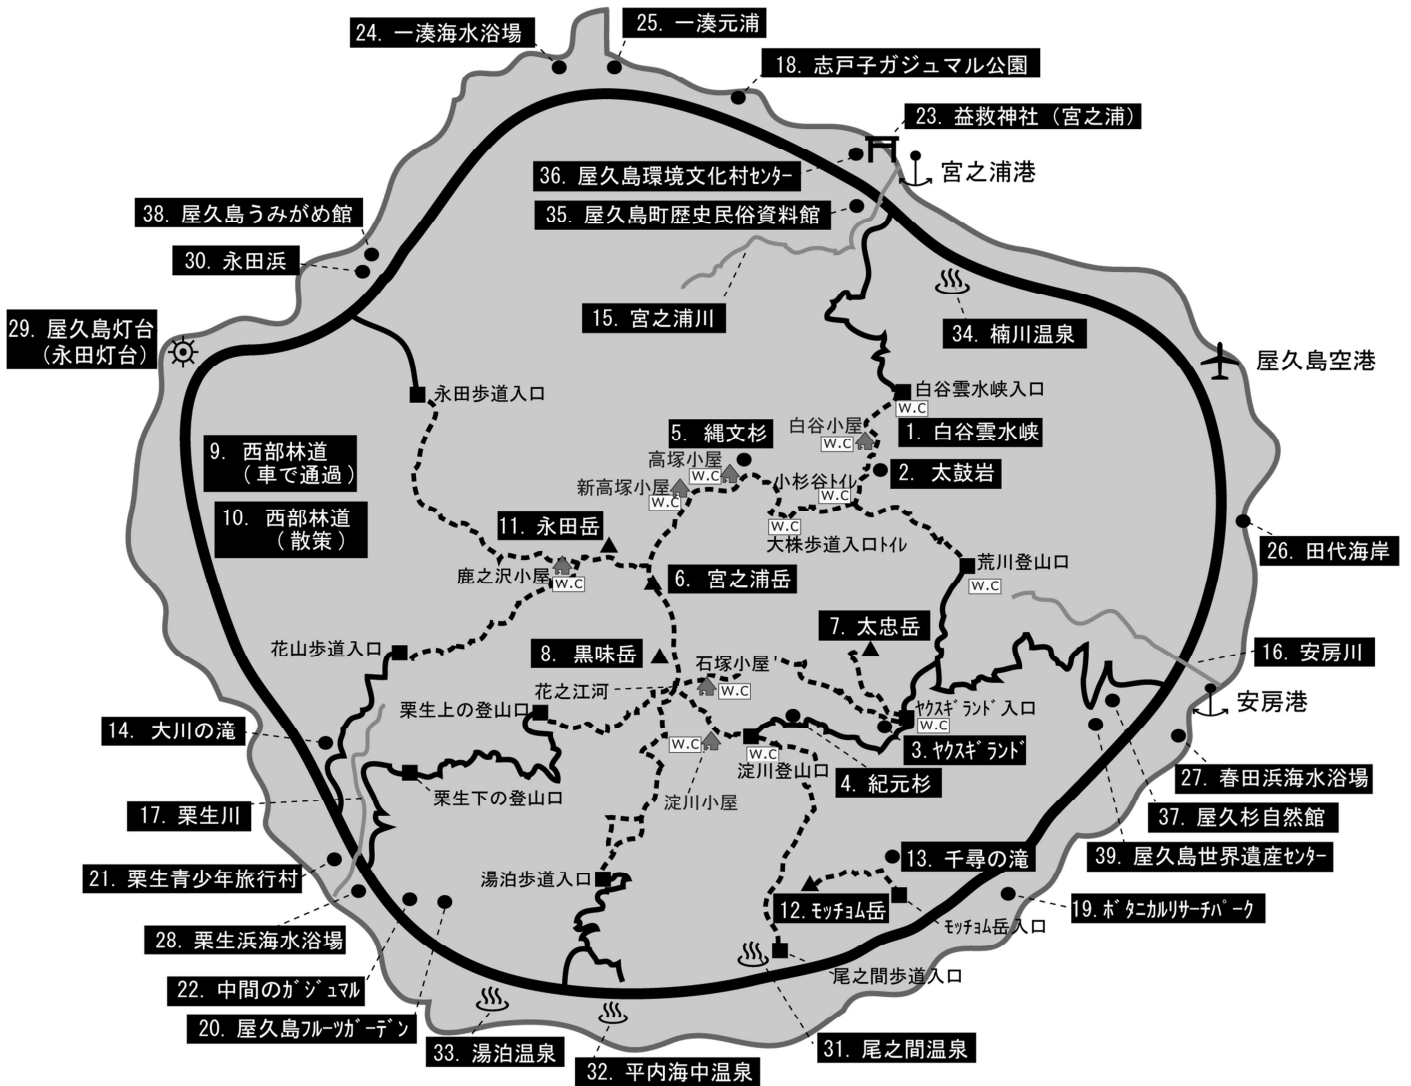 25. 一湊元浦
24. 一湊海水浴場
18. 志戸子ガジュマル公園
23. 益救神社（宮之浦）
36. 屋久島環境文化村ｾﾝﾀｰ
宮之浦港
38. 屋久島うみがめ館
35. 屋久島町歴史民俗資料館
30. 永田浜
15. 宮之浦川
29. 屋久島灯台
（永田灯台）
34. 楠川温泉
屋久島空港
永田歩道入口
白谷雲水峡入口
W.C
白谷小屋
W.C
1. 白谷雲水峡
5. 縄文杉
9. 西部林道
（車で通過）
高塚小屋
W.C
2. 太鼓岩
新高塚小屋
W.C
小杉谷ﾄｲﾚ
W.C
10. 西部林道
（散策）
11. 永田岳
W.C
大株歩道入口ﾄｲﾚ
26. 田代海岸
鹿之沢小屋
W.C
6. 宮之浦岳
荒川登山口
W.C
7. 太忠岳
花山歩道入口
8. 黒味岳
石塚小屋
W.C
16. 安房川
花之江河
栗生上の登山口
ﾔｸｽｷﾞﾗﾝﾄﾞ入口
W.C
安房港
14. 大川の滝
W.C
W.C
3. ﾔｸｽｷﾞﾗﾝﾄﾞ
淀川登山口
4. 紀元杉
27. 春田浜海水浴場
栗生下の登山口
淀川小屋
17. 栗生川
37. 屋久杉自然館
39. 屋久島世界遺産ｾﾝﾀｰ
13. 千尋の滝
21. 栗生青少年旅行村
湯泊歩道入口
12. ﾓｯﾁｮﾑ岳
19. ﾎﾞﾀﾆｶﾙﾘｻｰﾁﾊﾟｰｸ
ﾓｯﾁｮﾑ岳入口
28. 栗生浜海水浴場
尾之間歩道入口
22. 中間のｶﾞｼﾞｭﾏﾙ
20. 屋久島ﾌﾙｰﾂｶﾞｰﾃﾞﾝ
33. 湯泊温泉
31. 尾之間温泉
32. 平内海中温泉